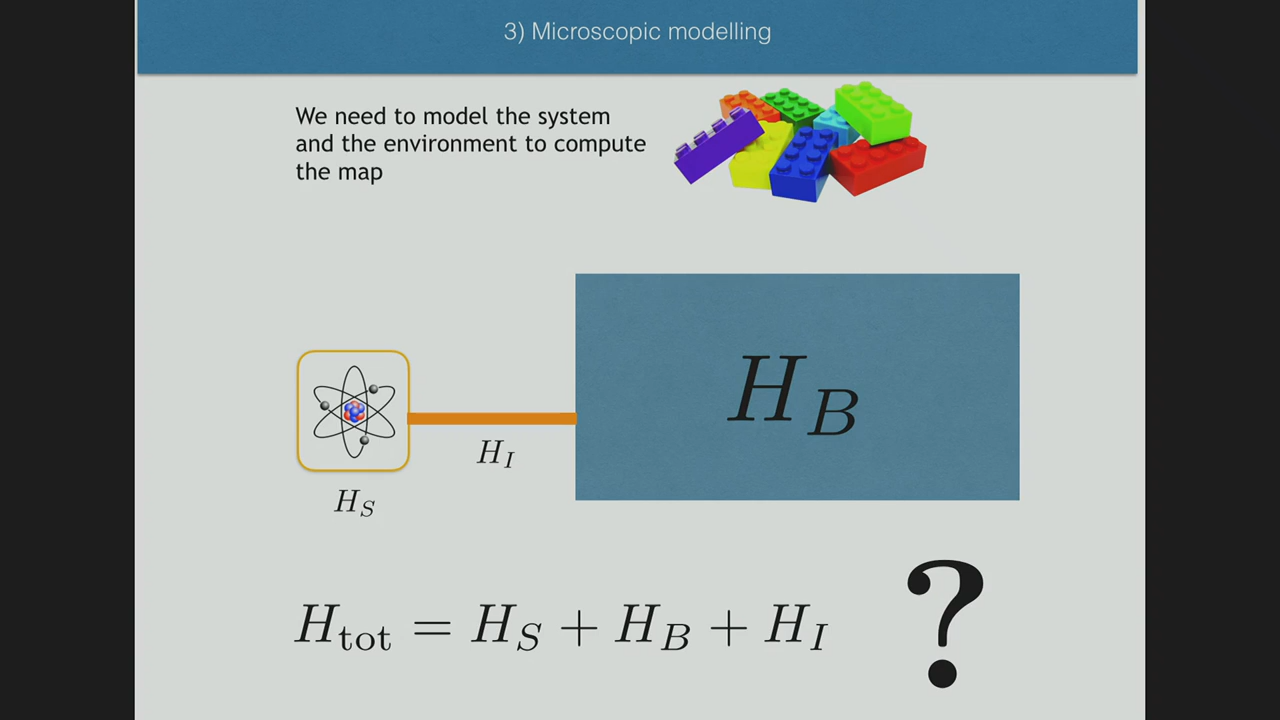 3) Microscopic modelling
We need to model the system
and the environment to compute
the map
H_B
H_I
H_S
H_tot = H_S + H_B + H_I ?